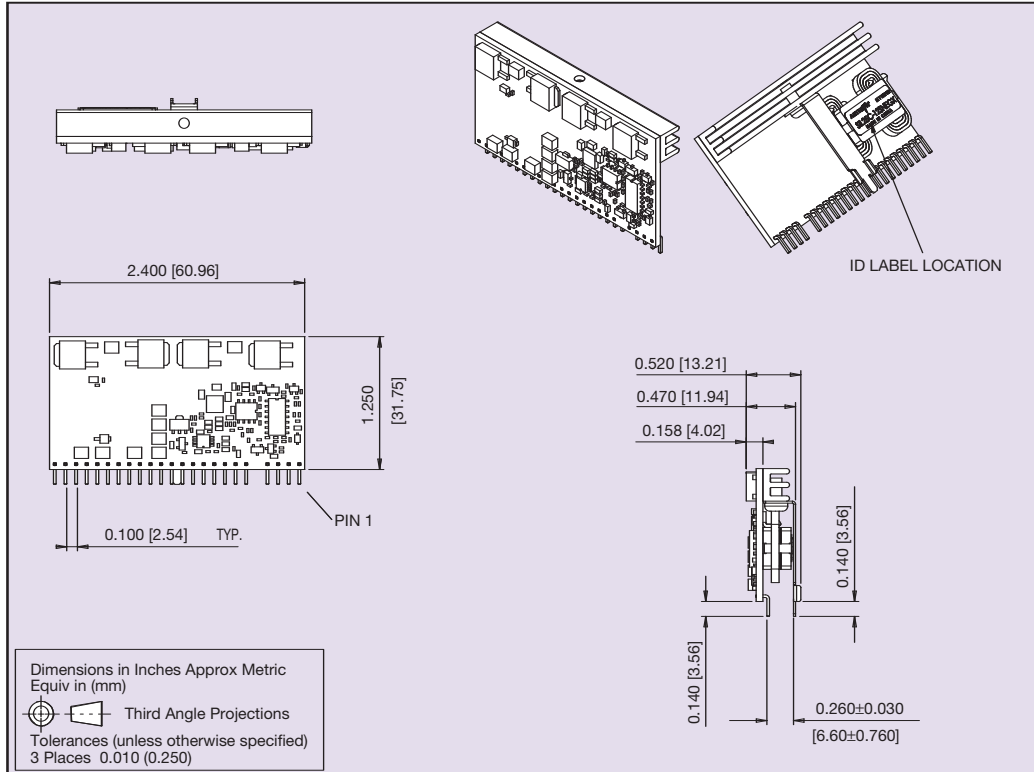 ID LABEL LOCATION
2.400 [60.96]
1.250
[31.75]
PIN 1
0.100 [2.54] TYP.
0.520 [13.21]
0.470 [11.94]
0.158 [4.02]
0.140 [3.56]
0.140 [3.56]
0.260±0.030
[6.60±0.760]
Dimensions in Inches Approx Metric
Equiv in (mm)
Third Angle Projections
Tolerances (unless otherwise specified)
3 Places 0.010 (0.250)